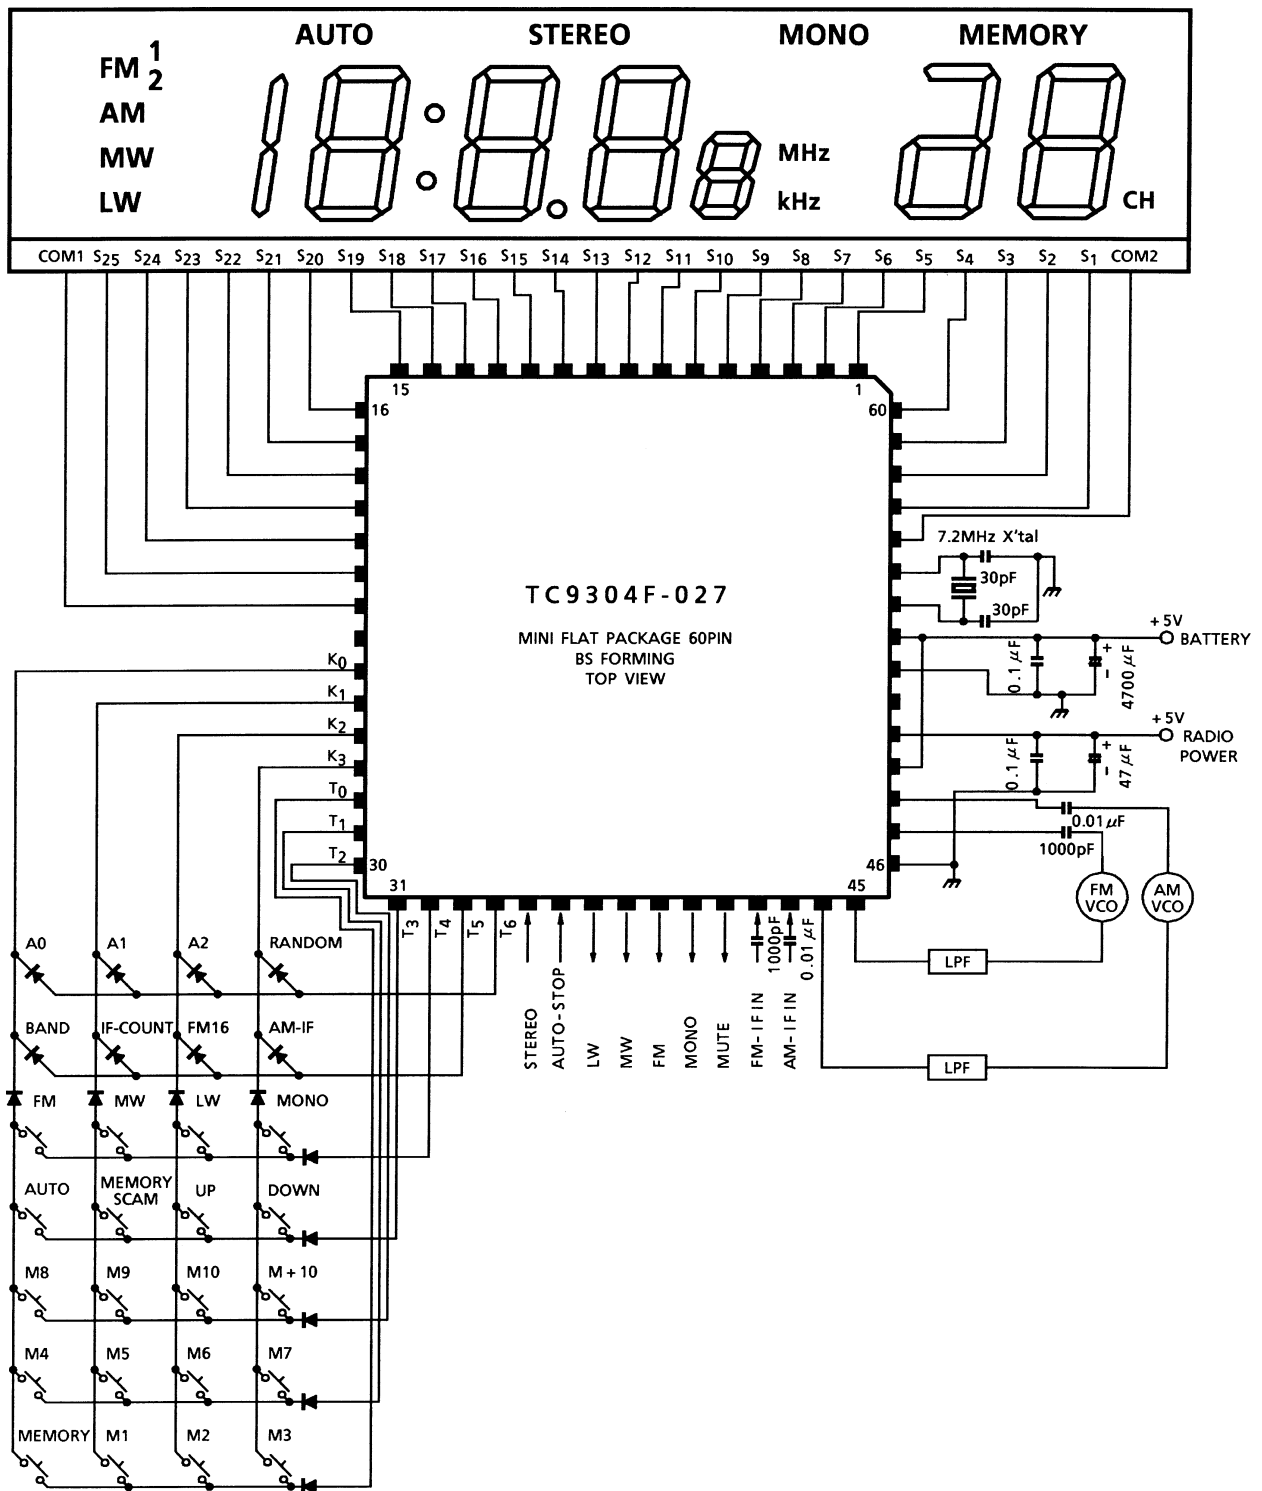 AUTO STEREO MONO MEMORY
FM 1
2
AM
MW
LW
18:8.8 8
MHz
kHz
28
CH
COM1 S25 S24 S23 S22 S21 S20 S19 S18 S17 S16 S15 S14 S13 S12 S11 S10 S9 S8 S7 S6 S5 S4 S3 S2 S1 COM2
15 1
16 60
7.2MHz X'tal
30pF
30pF
TC9304F-027
MINI FLAT PACKAGE 60PIN
BS FORMING
TOP VIEW
+5V
BATTERY
0.1μF
4700μF
+
-
+5V
RADIO
POWER
0.1μF
47μF
+
-
0.01μF
1000pF
K0
K1
K2
K3
T0
T1
T2
30 46
31 45
T3 T4 T5 T6
FM
VCO
AM
VCO
LPF
LPF
1000pF
0.01μF
STEREO
AUTO-STOP
LW
MW
FM
MONO
MUTE
FM-IF IN
AM-IF IN
A0 A1 A2 RANDOM
BAND IF-COUNT FM16 AM-IF
FM MW LW MONO
AUTO MEMORY
SCAM UP DOWN
M8 M9 M10 M+10
M4 M5 M6 M7
MEMORY M1 M2 M3